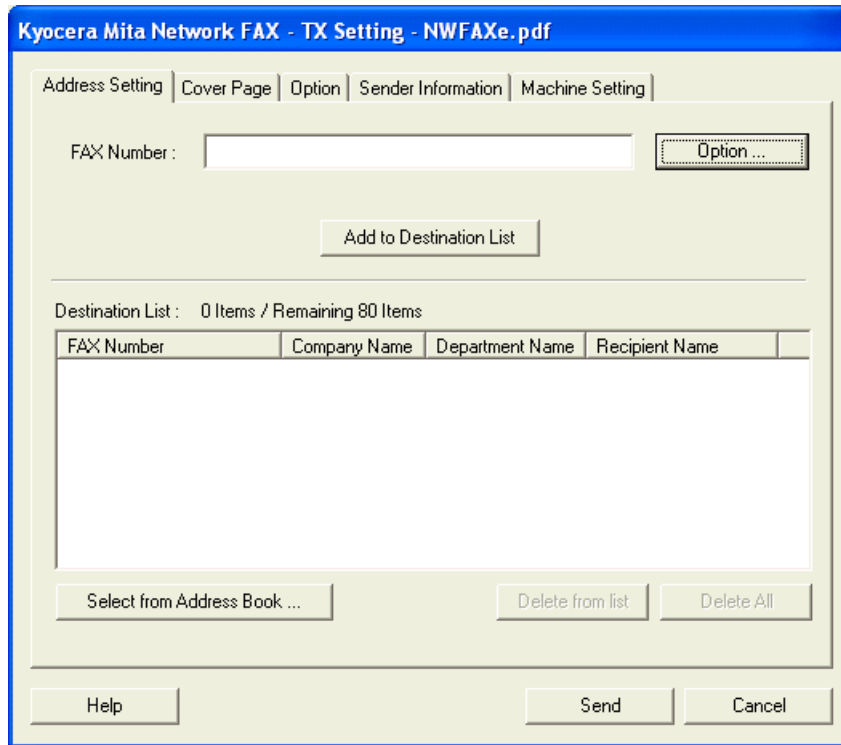 Kyocera Mita Network FAX - TX Setting - NWFAXe.pdf
Address Setting Cover Page Option Sender Information Machine Setting
FAX Number : Option ...
Add to Destination List
Destination List : 0 Items / Remaining 80 Items
FAX Number Company Name Department Name Recipient Name
Select from Address Book ... Delete from list Delete All
Help Send Cancel